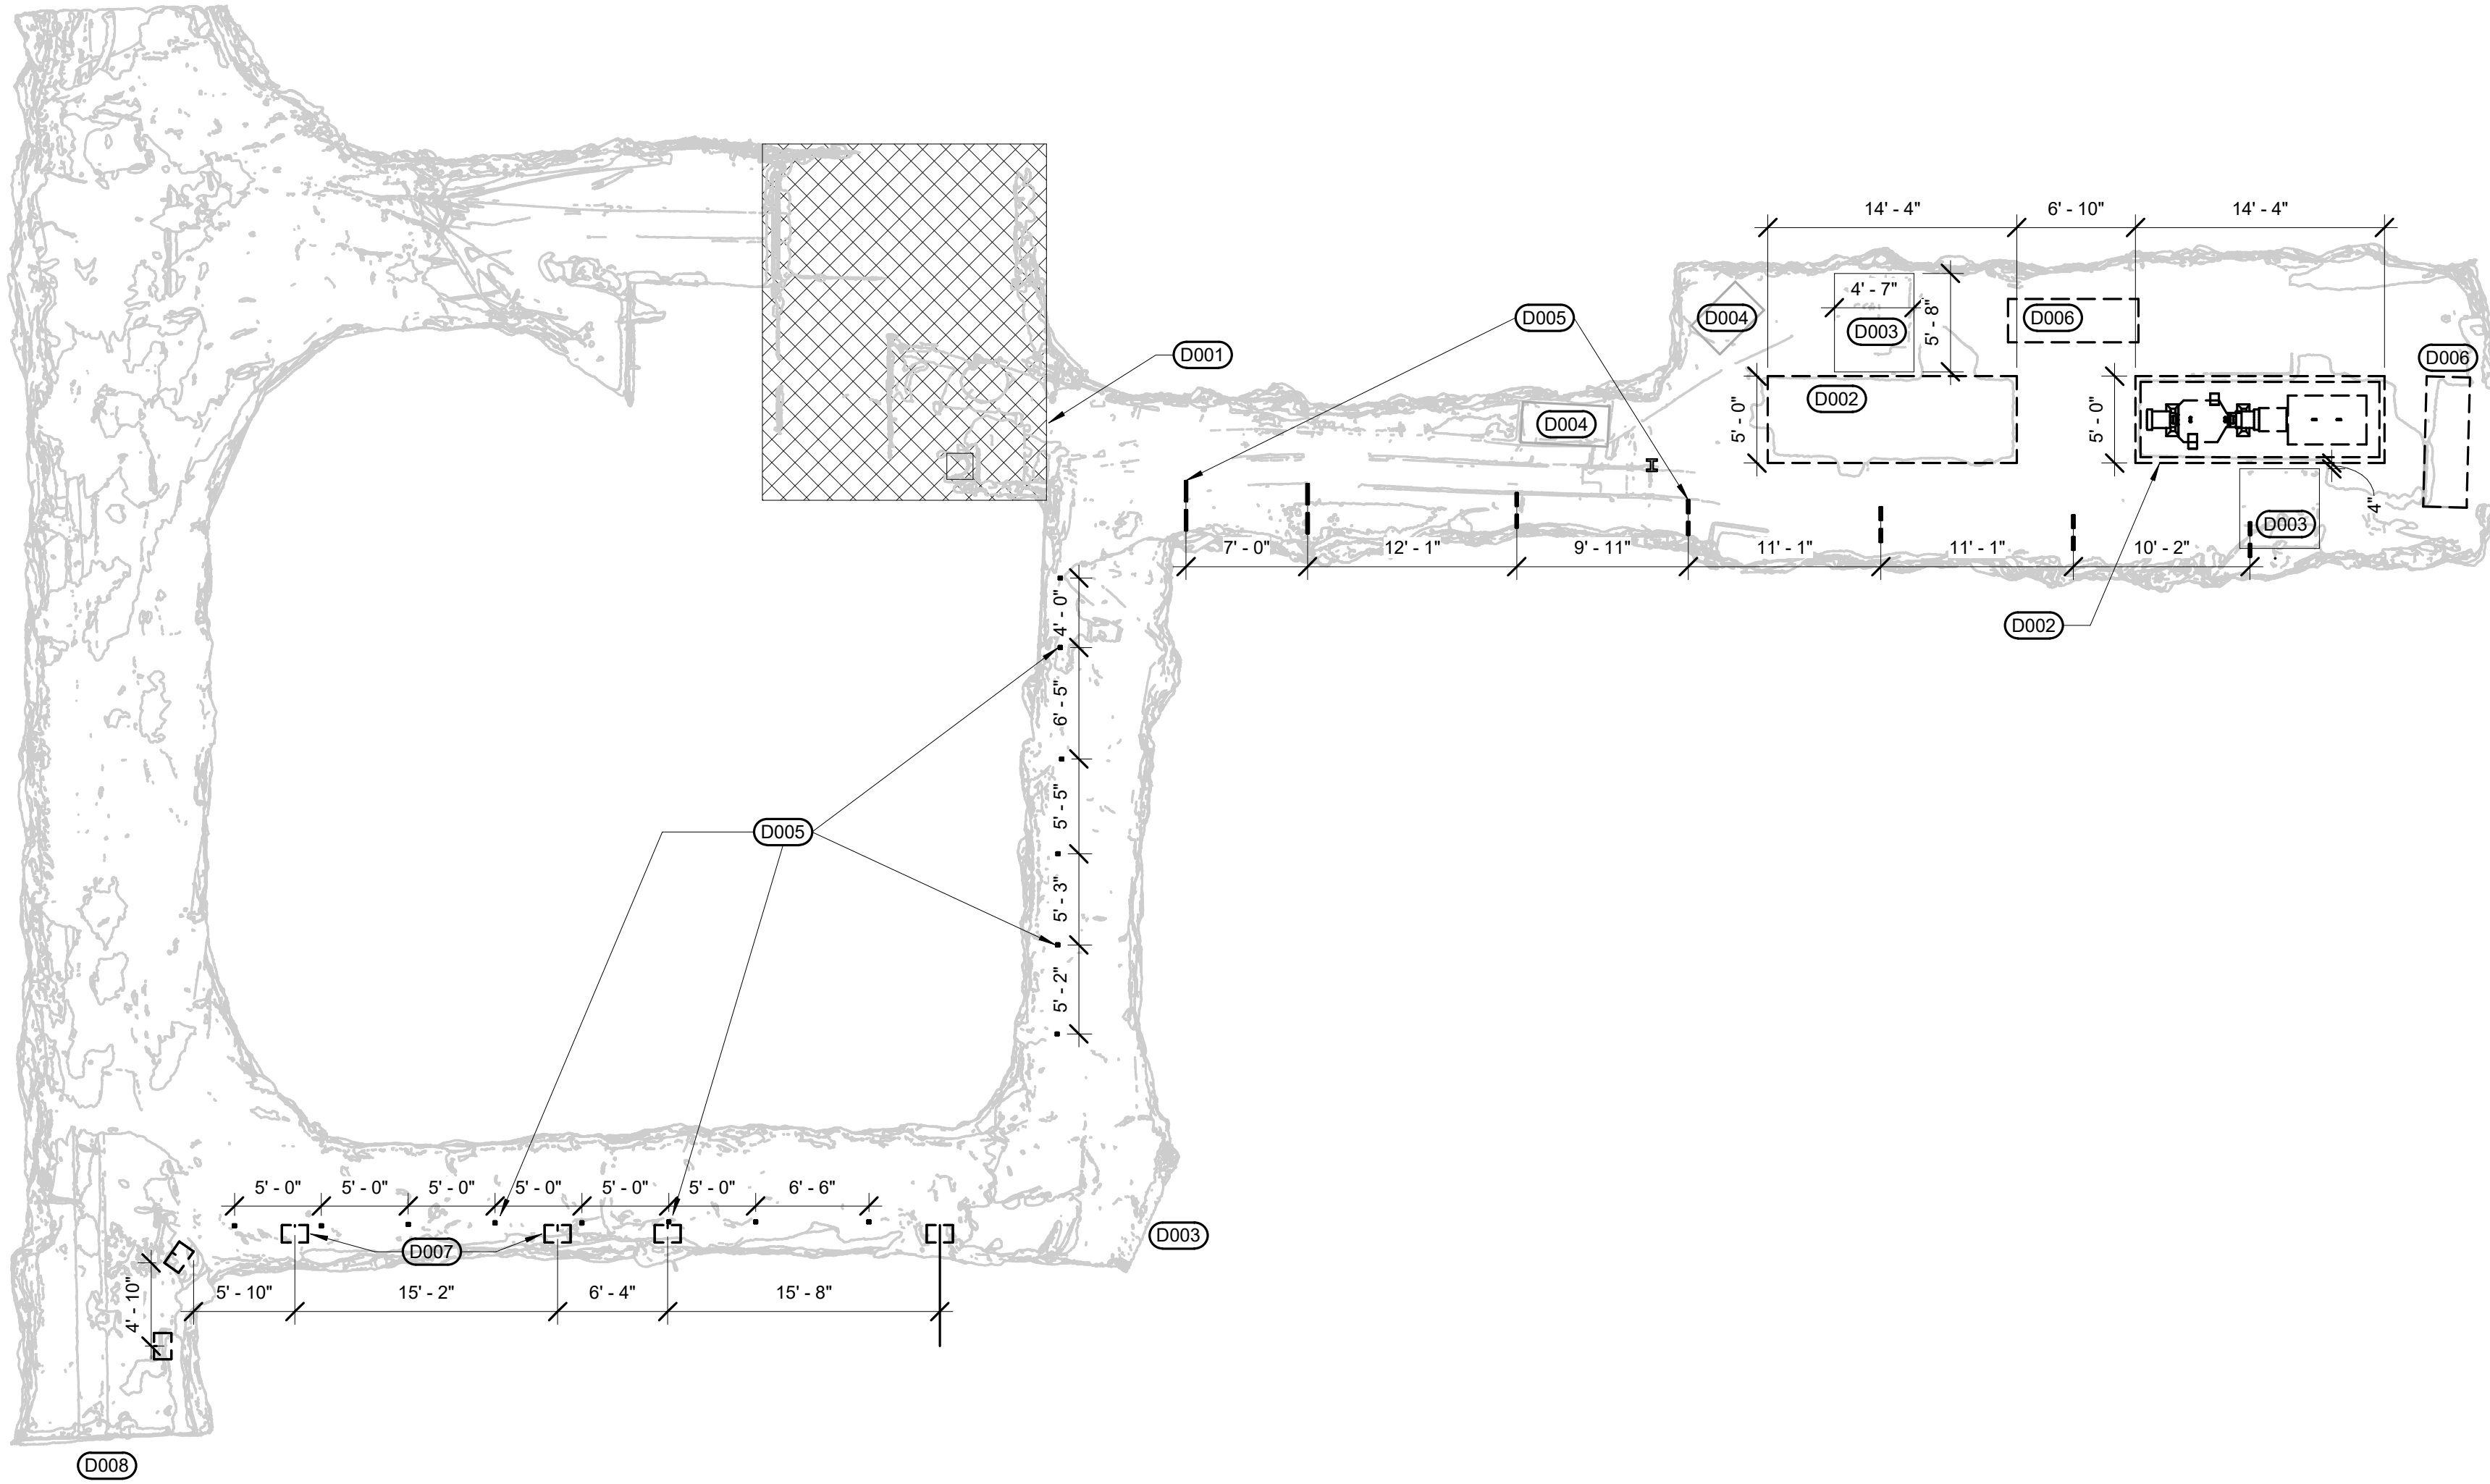 14' - 4"
6' - 10"
14' - 4"
4' - 7"
5' - 8"
D004
D003
D006
D005
D001
D006
D002
D004
5' - 0"
5' - 0"
4"
D003
7' - 0"
12' - 1"
9' - 11"
11' - 1"
11' - 1"
10' - 2"
D002
4' - 0"
6' - 5"
5' - 5"
D005
5' - 3"
5' - 2"
5' - 0"
5' - 0"
5' - 0"
5' - 0"
5' - 0"
5' - 0"
6' - 6"
D003
D007
4' - 10"
5' - 10"
15' - 2"
6' - 4"
15' - 8"
D008